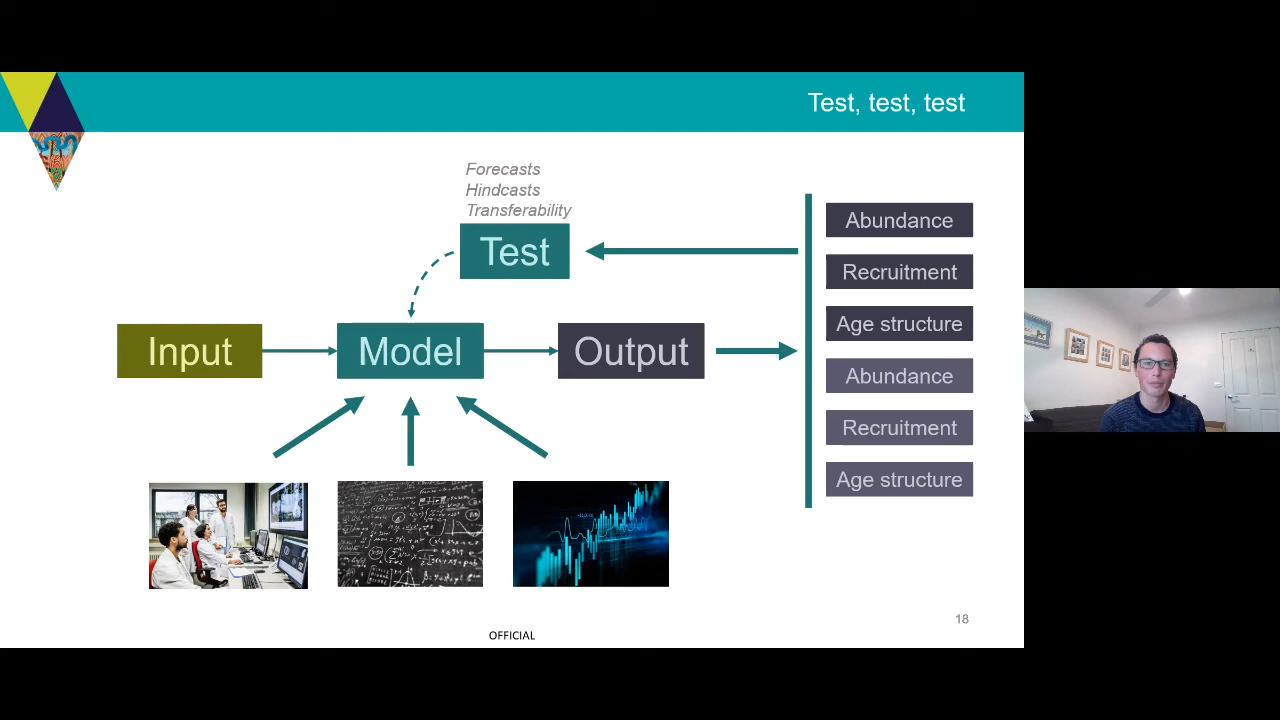 Test, test, test
Forecasts
Hindcasts
Transferability
Test
Input
Model
Output
Abundance
Recruitment
Age structure
Abundance
Recruitment
Age structure
18
OFFICIAL